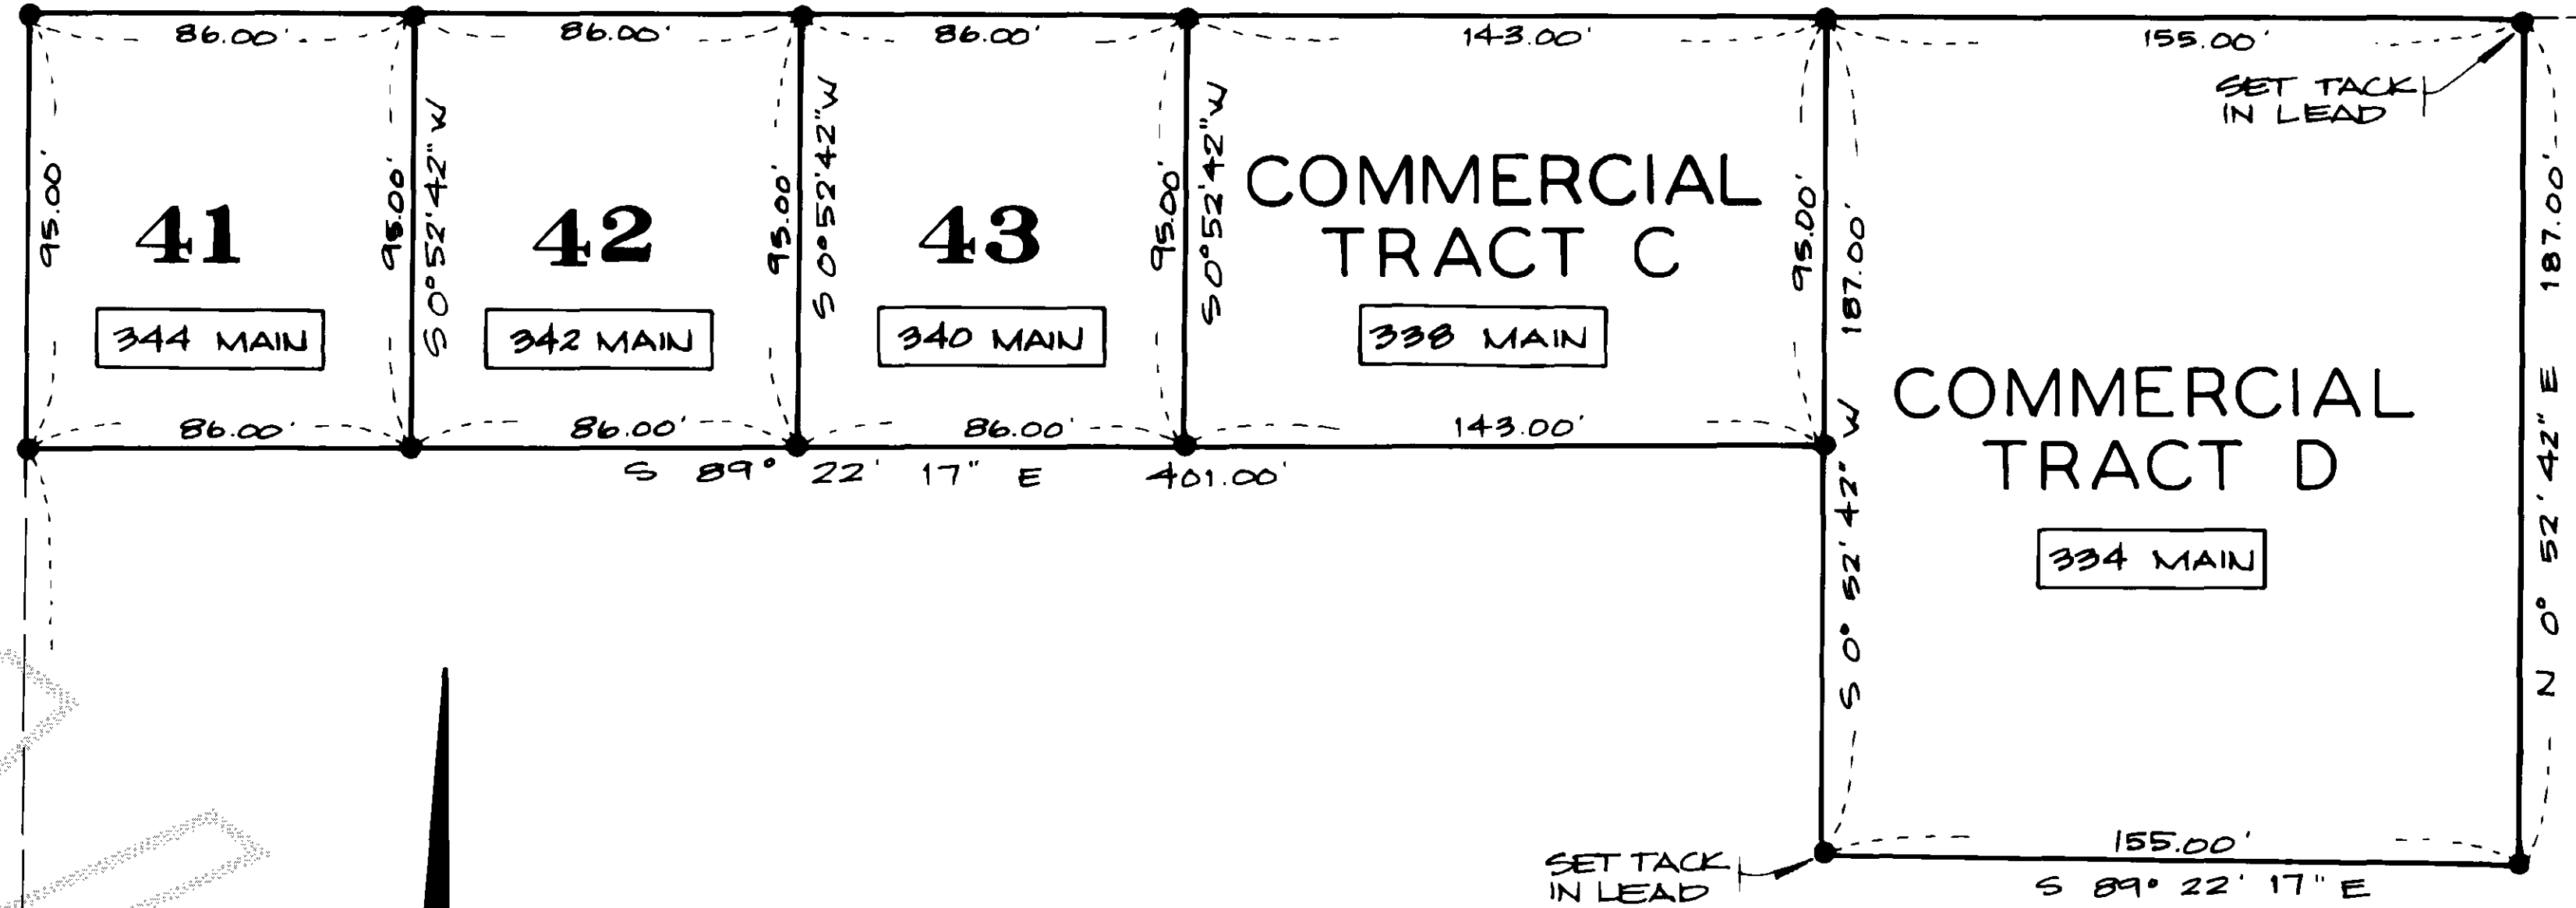 86.00' 86.00' 86.00' 143.00' 155.00'
SET TACK
IN LEAD
95.00'
41
344 MAIN
95.00'
S 0° 52' 42" W
42
342 MAIN
95.00'
S 0° 52' 42" W
43
340 MAIN
95.00'
S 0° 52' 42" W
COMMERCIAL
TRACT C
338 MAIN
95.00'
187.00'
S 0° 52' 42" W
COMMERCIAL
TRACT D
334 MAIN
N 0° 52' 42" E 187.00'
86.00' 86.00' 86.00' 143.00'
S 89° 22' 17" E 401.00'
SET TACK
IN LEAD
155.00'
S 89° 22' 17" E